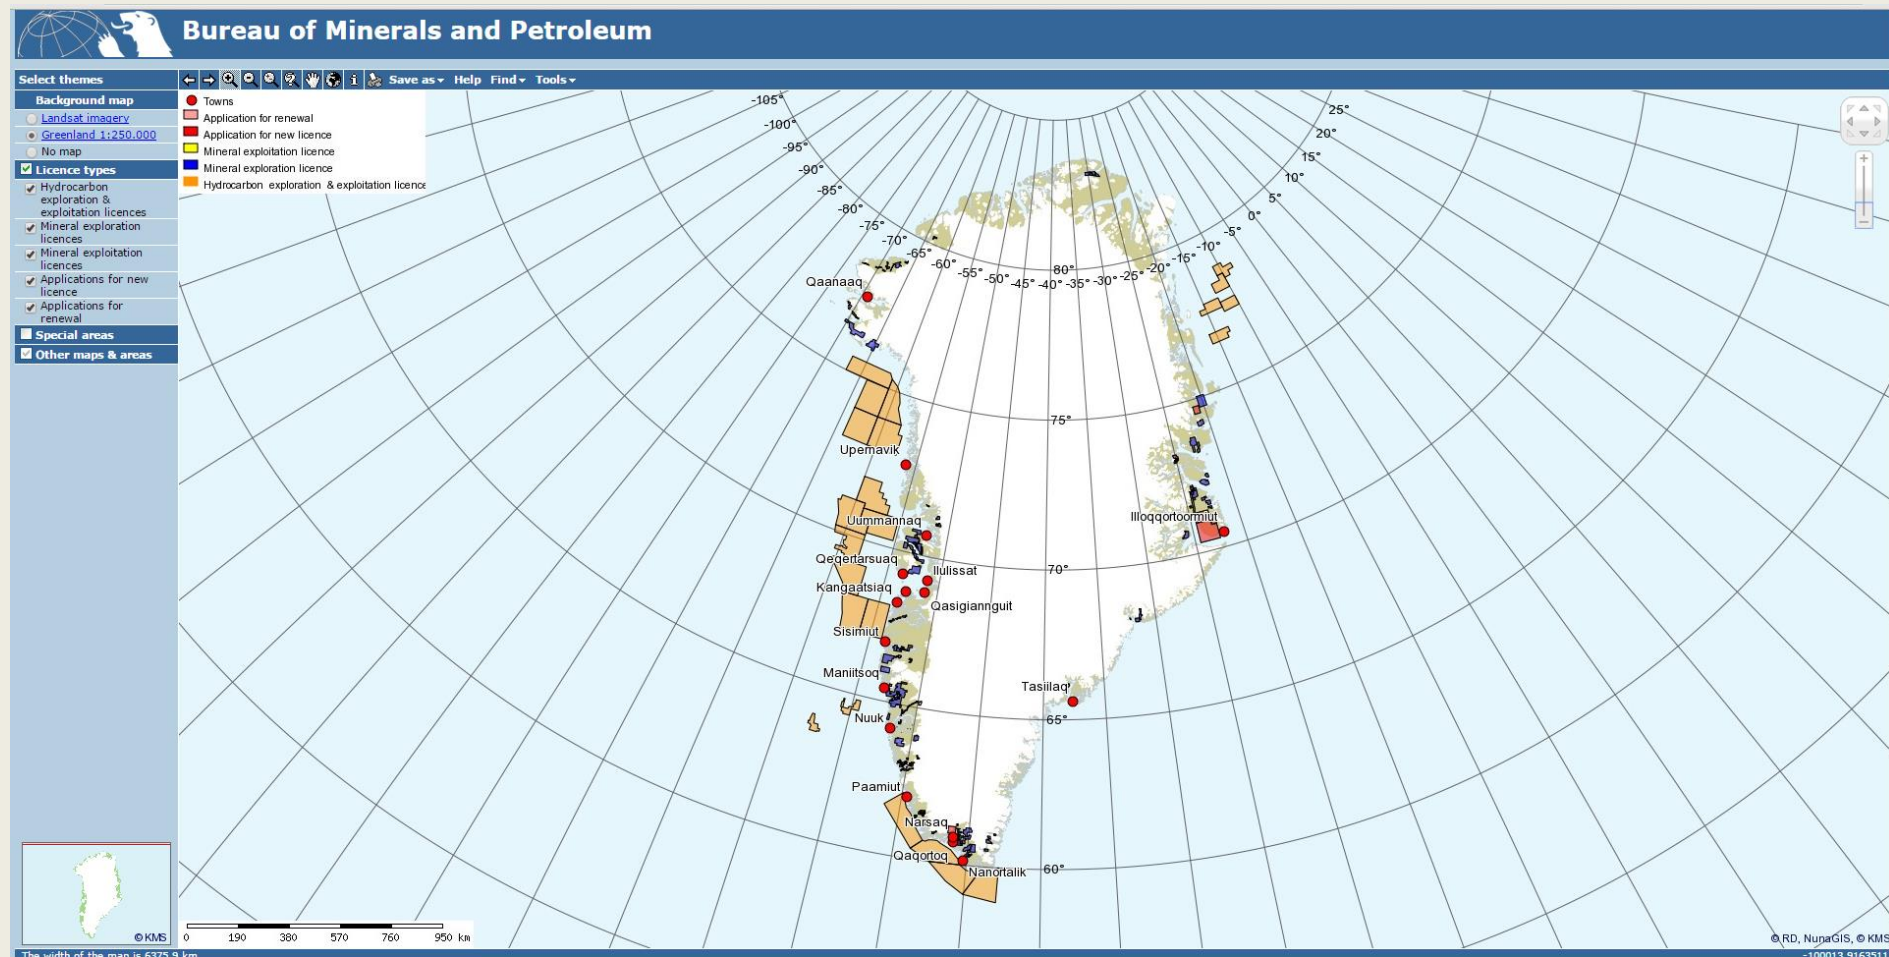 Bureau of Minerals and Petroleum
Select themes
Save as Help Find Tools
Background map
Landsat imagery
Greenland 1:250.000
No map
Licence types
Hydrocarbon
exploration &
exploitation licences
Mineral exploration
licences
Mineral exploitation
licences
Applications for new
licence
Applications for
renewal
Special areas
Other maps & areas
Towns
Application for renewal
Application for new licence
Mineral exploitation licence
Mineral exploration licence
Hydrocarbon exploration & exploitation licence
-105°
-100°
-95°
-90°
-85°
-80°
-75°
-70°
-65°
-60°
-55°
-50°
-45°
-40°
-35°
-30°
-25°
-20°
-15°
-10°
-5°
0°
5°
10°
15°
20°
25°
80°
75°
70°
65°
60°
Qaanaaq
Upernavik
Uummannaq
Illoqqortoormiut
Qeqertarsuaq
Ilulissat
Kangaatsiaq
Qasigiannguit
Sisimiut
Maniitsoq
Tasiilaq
Nuuk
Paamiut
Narsaq
Qaqortoq
Nanortalik
© KMS
0 190 380 570 760 950 km
© RD, NunaGIS, © KMS
The width of the map is 6375.9 km
-100013.9163511